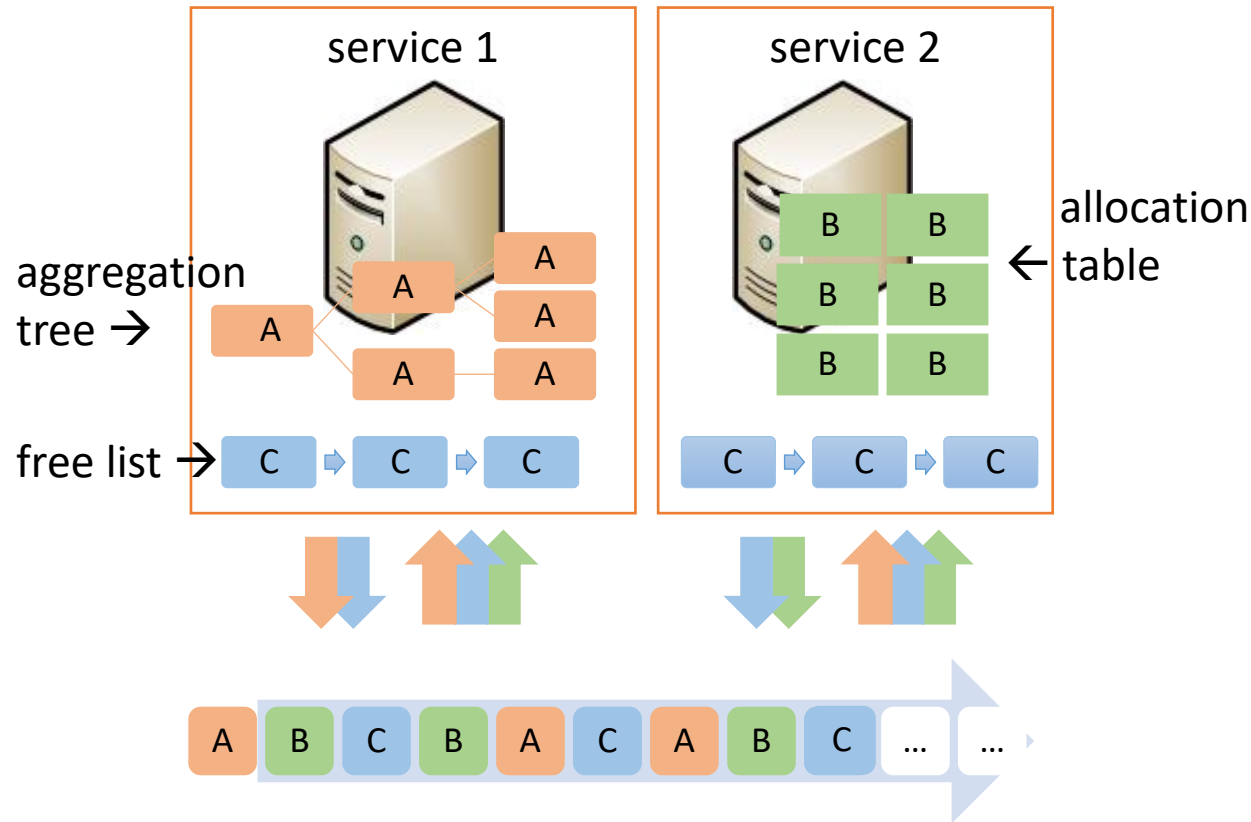 service 1
service 2
aggregation
tree →
allocation
← table
A
A
A
A
A
A
B B
B B
B B
free list →
C C C
C C C
A B C B A C A B C ... ...